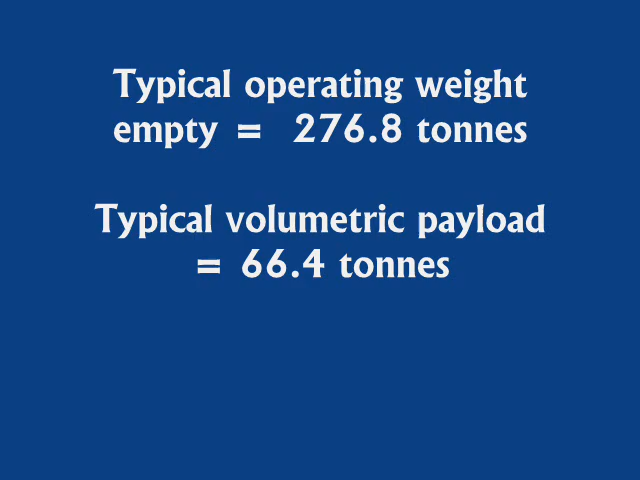 Typical operating weight
empty = 276.8 tonnes
Typical volumetric payload
= 66.4 tonnes